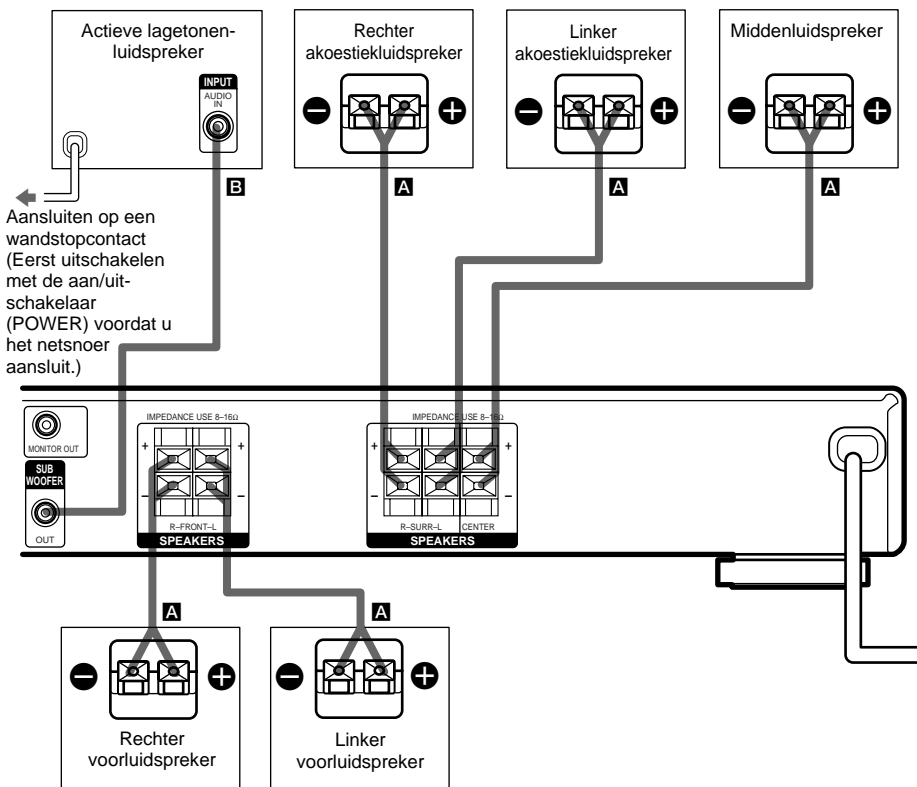 Actieve lagetonen-
luidspreker
INPUT
AUDIO
IN
Rechter
akoestiekluidspreker
Linker
akoestiekluidspreker
Middenluidspreker
B
A
A
A
Aansluiten op een
wandstopcontact
(Eerst uitschakelen
met de aan/uit-
schakelaar
(POWER) voordat u
het netsnoer
aansluit.)
MONITOR OUT
SUB
WOOFER
OUT
IMPEDANCE USE 8–16Ω
+ +
– –
R–FRONT–L
SPEAKERS
IMPEDANCE USE 8–16Ω
+ +
– –
R–SURR–L CENTER
SPEAKERS
A
A
Rechter
voorluidspreker
Linker
voorluidspreker